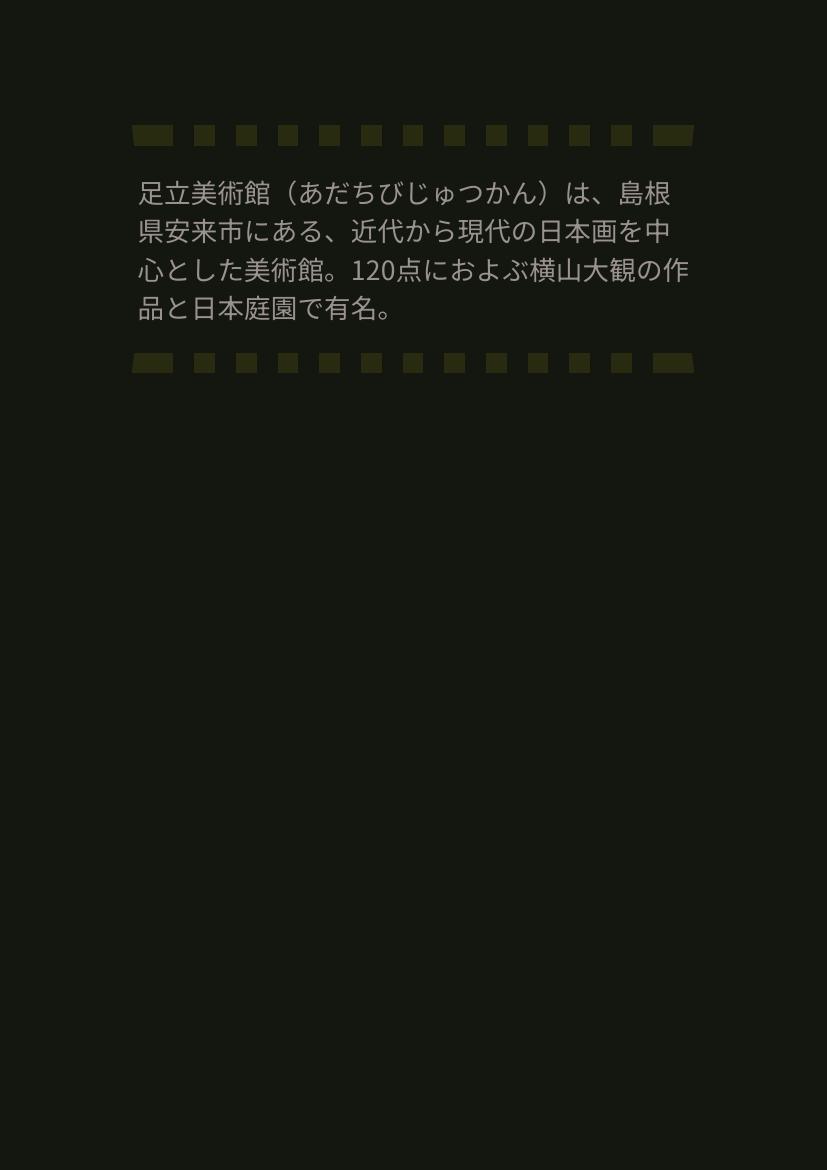 足立美術館（あだちびじゅつかん）は、島根
県安来市にある、近代から現代の日本画を中
心とした美術館。120点におよぶ横山大観の作
品と日本庭園で有名。